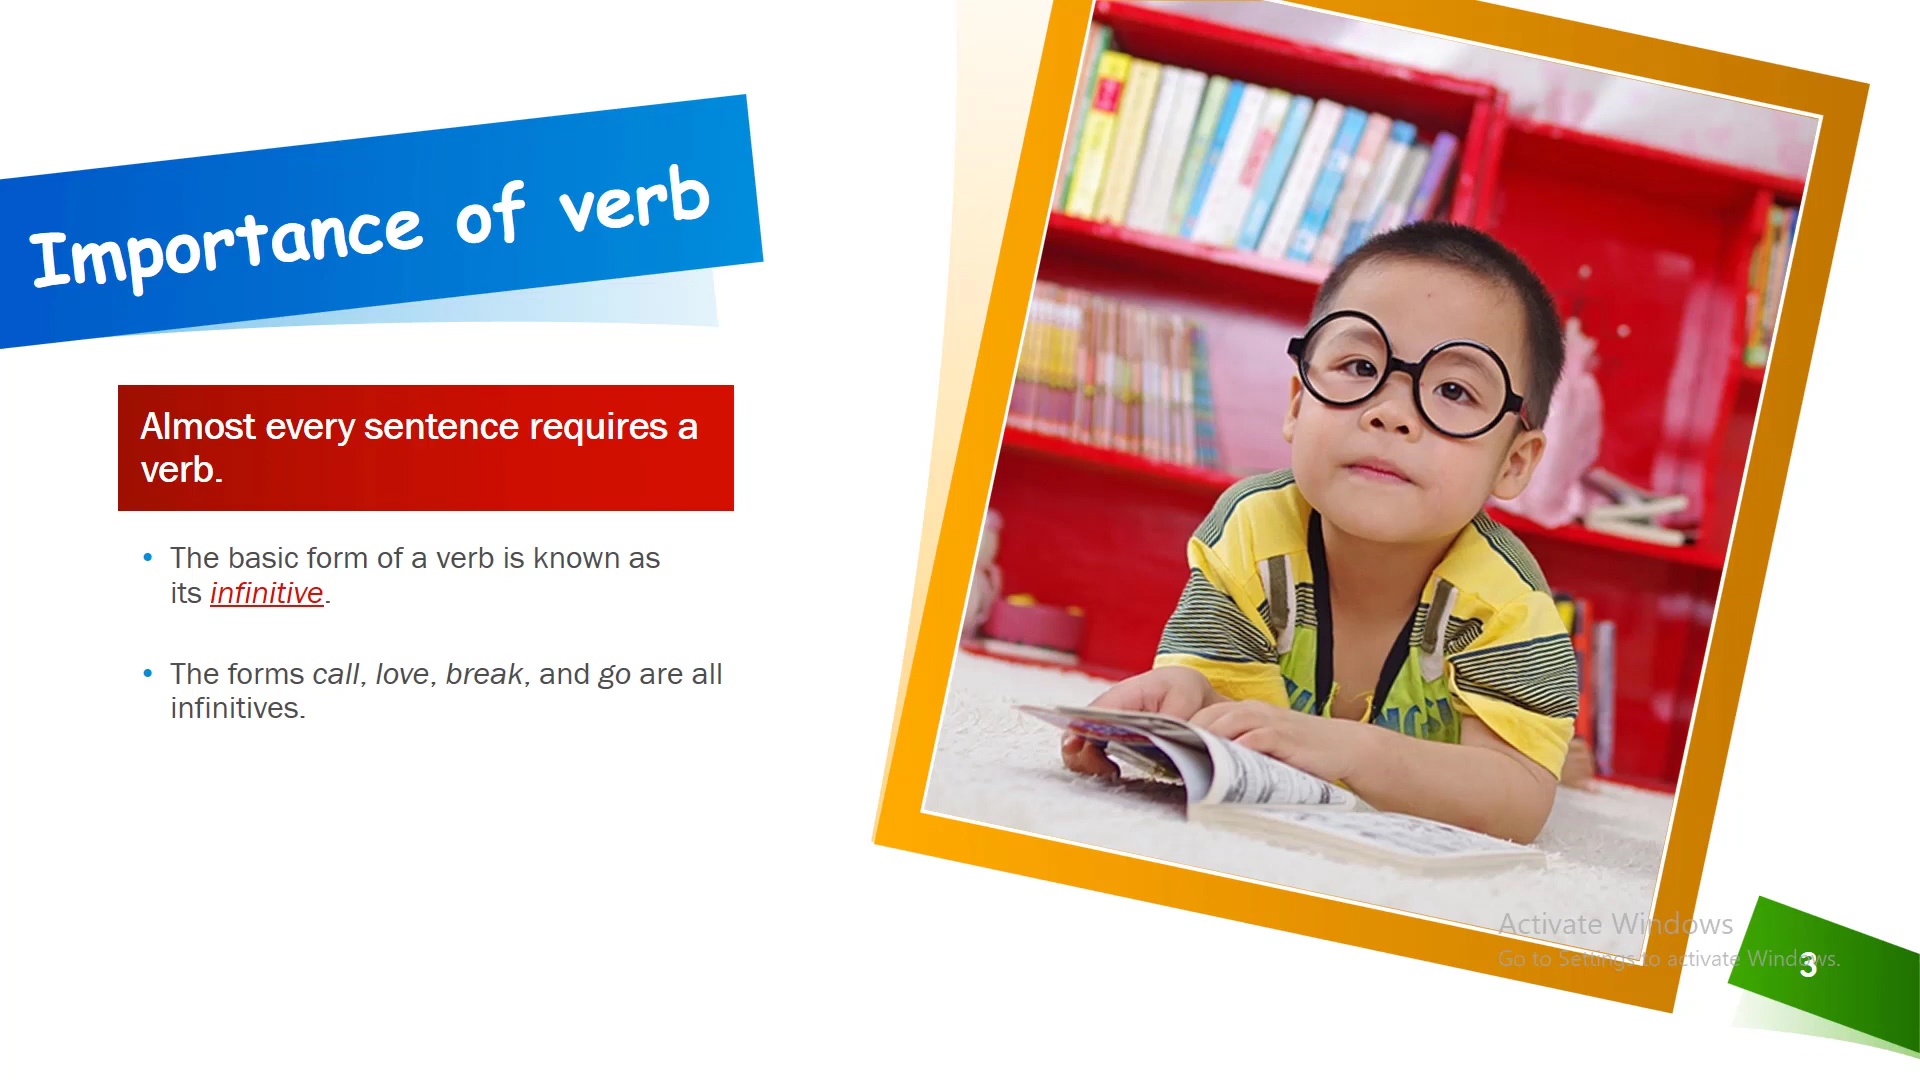 Importance of verb
Almost every sentence requires a
verb.
• The basic form of a verb is known as
its infinitive.
• The forms call, love, break, and go are all
infinitives.
Activate Windows
Go to Settings to activate Windows.
3